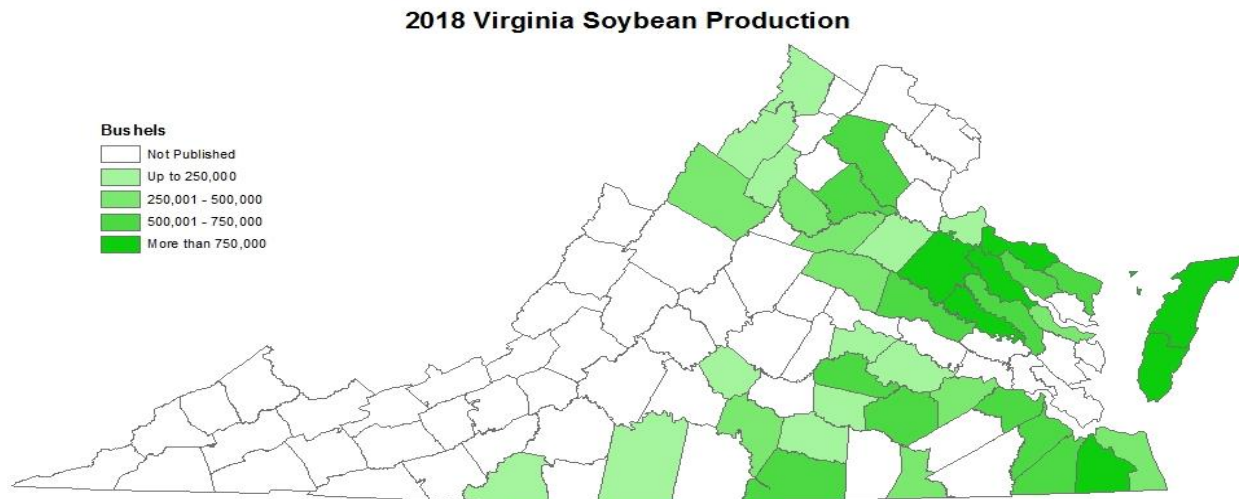 2018 Virginia Soybean Production
Bushels
Not Published
Up to 250,000
250,001 - 500,000
500,001 - 750,000
More than 750,000